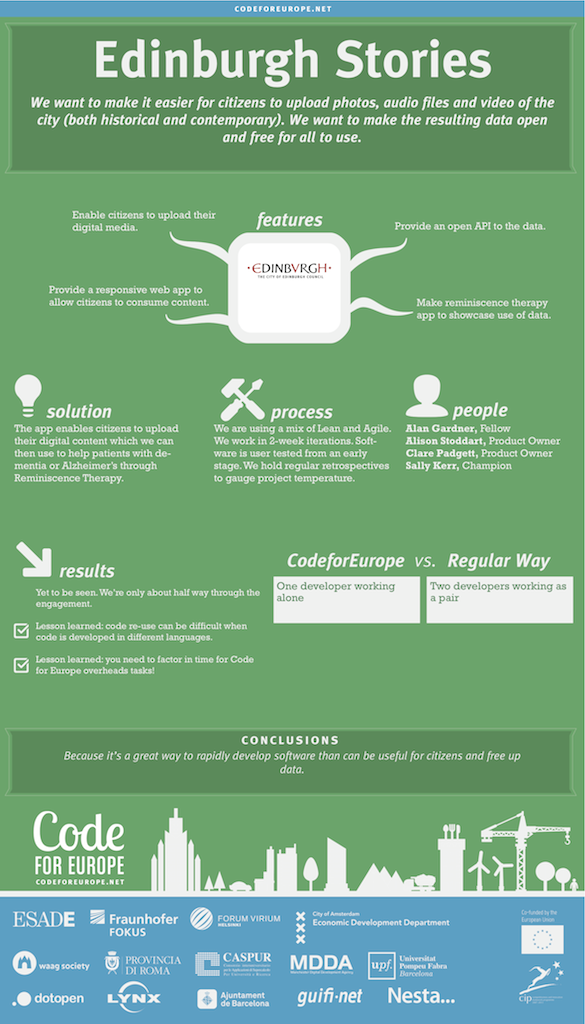 CODEFOREUROPE.NET
Edinburgh Stories
We want to make it easier for citizens to upload photos, audio files and video of the
city (both historical and contemporary). We want to make the resulting data open
and free for all to use.
features
Enable citizens to upload their
digital media.
Provide an open API to the data.
Provide a responsive web app to
allow citizens to consume content.
Make reminiscence therapy
app to showcase use of data.
·EDINBVRGH·
THE CITY OF EDINBURGH COUNCIL
solution
The app enables citizens to upload
their digital content which we can
then use to help patients with de-
mentia or Alzheimer's through
Reminiscence Therapy.
process
We are using a mix of Lean and Agile.
We work in 2-week iterations. Soft-
ware is user tested from an early
stage. We hold regular retrospectives
to gauge project temperature.
people
Alan Gardner, Fellow
Alison Stoddart, Product Owner
Clare Padgett, Product Owner
Sally Kerr, Champion
results
Yet to be seen. We're only about half way through the
engagement.
Lesson learned: code re-use can be difficult when
code is developed in different languages.
Lesson learned: you need to factor in time for Code
for Europe overheads tasks!
CodeforEurope vs. Regular Way
One developer working
alone
Two developers working as
a pair
CONCLUSIONS
Because it's a great way to rapidly develop software than can be useful for citizens and free up
data.
Code
FOR EUROPE
CODEFOREUROPE.NET
ESADE
Fraunhofer
FOKUS
FORUM VIRIUM
HELSINKI
City of Amsterdam
Economic Development Department
Co-funded by the
European Union
waag society
PROVINCIA
DI ROMA
CASPUR
MDDA
Manchester Digital Development Agency
upf.
Universitat
Pompeu Fabra
Barcelona
dotopen
LYNX
Ajuntament
de Barcelona
guifi·net
Nesta...
cip